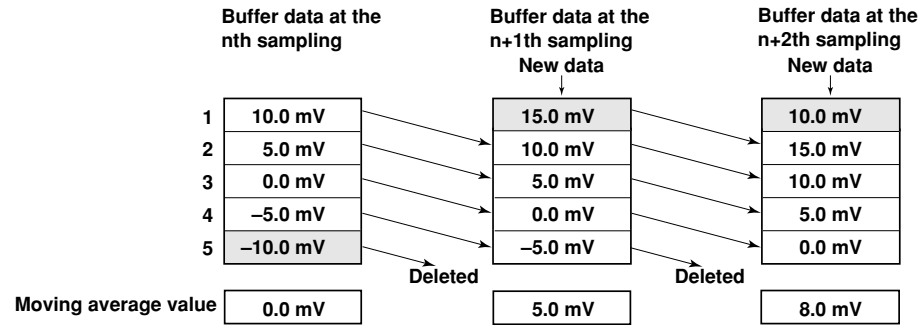 Buffer data at the
nth sampling
Buffer data at the
n+1th sampling
New data
Buffer data at the
n+2th sampling
New data
1 10.0 mV 15.0 mV 10.0 mV
2 5.0 mV 10.0 mV 15.0 mV
3 0.0 mV 5.0 mV 10.0 mV
4 –5.0 mV 0.0 mV 5.0 mV
5 –10.0 mV –5.0 mV 0.0 mV
Deleted Deleted
Moving average value 0.0 mV 5.0 mV 8.0 mV